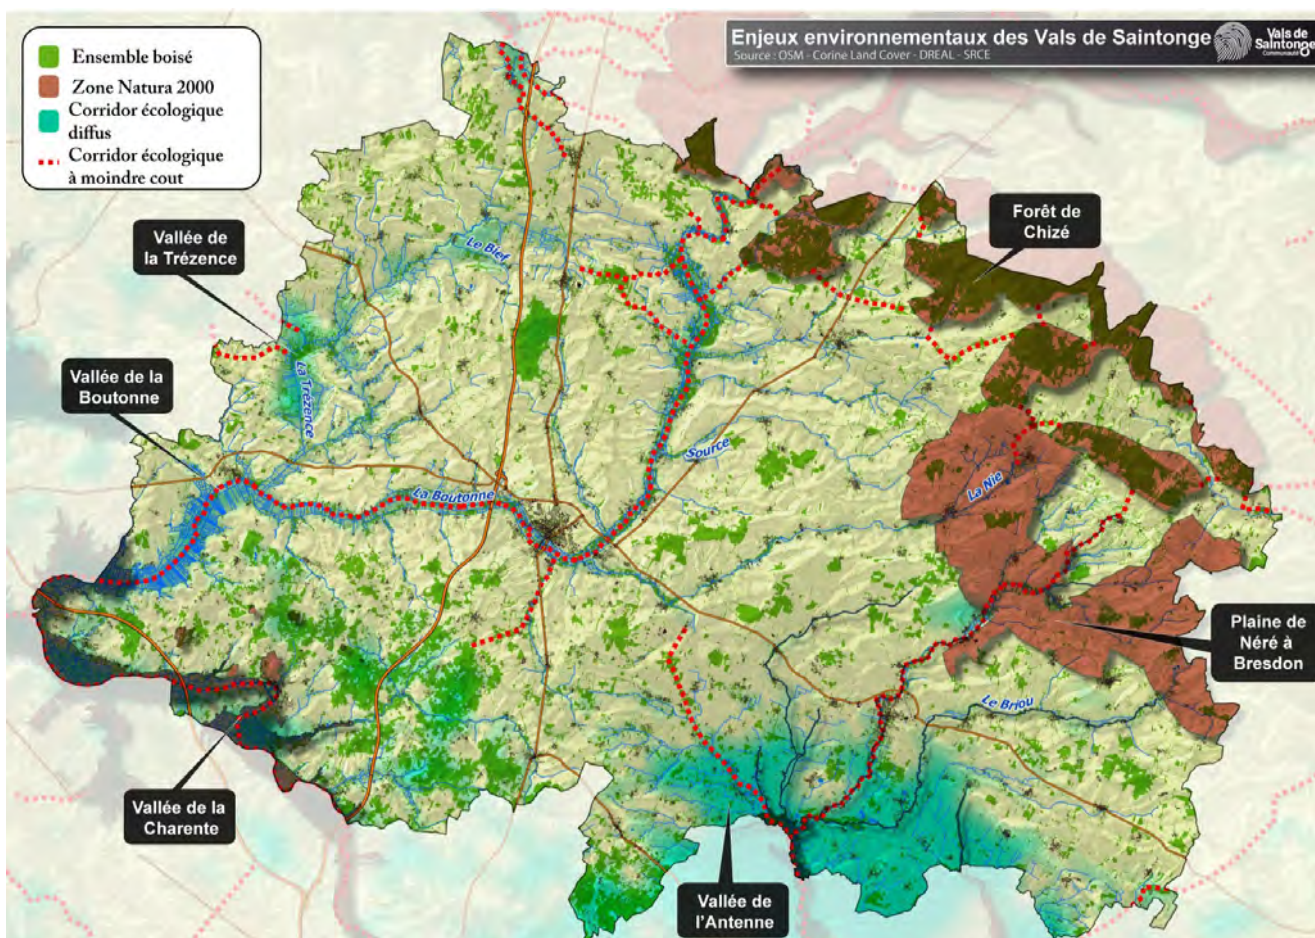 Enjeux environnementaux des Vals de Saintonge
Source : OSM - Corine Land Cover - DREAL - SRCE
Vals de
Saintonge
Communauté
Ensemble boisé
Zone Natura 2000
Corridor écologique
diffus
Corridor écologique
à moindre cout
Vallée de
la Trézence
Forêt de
Chizé
Le Bief
Vallée de la
Boutonne
La Trézence
Source
La Boutonne
La Nie
Plaine de
Néré à
Bresdon
Le Briou
Vallée de la
Charente
Vallée de
l'Antenne